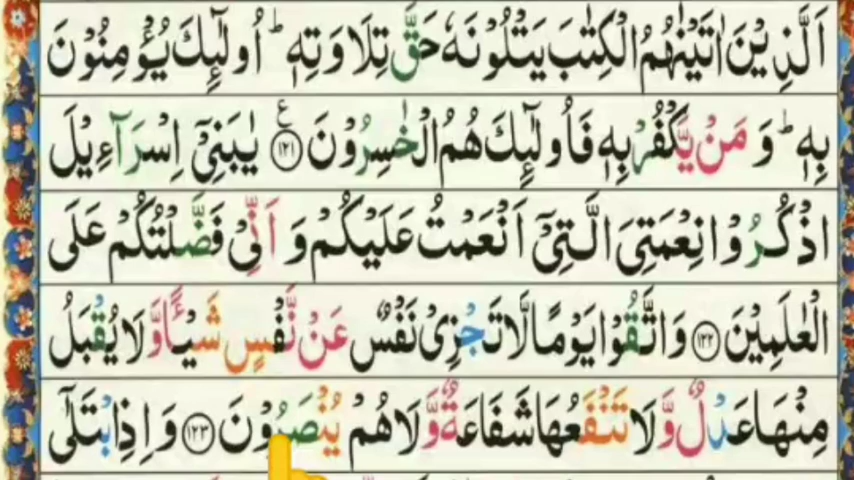 اَلَّذِيْنَ اٰتَيْنٰهُمُ الْكِتٰبَ يَتْلُوْنَهٗ حَقَّ تِلَاوَتِهٖ ؕ اُولٰٓئِكَ يُؤْمِنُوْنَ
بِهٖ ؕ وَ مَنْ يَّكْفُرْ بِهٖ فَاُولٰٓئِكَ هُمُ الْخٰسِرُوْنَ ﴿۱۲۱﴾ يٰبَنِيْٓ اِسْرَآءِيْلَ
اذْكُرُوْا نِعْمَتِيَ الَّتِيْٓ اَنْعَمْتُ عَلَيْكُمْ وَ اَنِّيْ فَضَّلْتُكُمْ عَلَى
الْعٰلَمِيْنَ ﴿۱۲۲﴾ وَ اتَّقُوْا يَوْمًا لَّا تَجْزِيْ نَفْسٌ عَنْ نَّفْسٍ شَيْـًٔا وَّ لَا يُقْبَلُ
مِنْهَا عَدْلٌ وَّ لَا تَنْفَعُهَا شَفَاعَةٌ وَّ لَا هُمْ يُنْصَرُوْنَ ﴿۱۲۳﴾ وَ اِذِ ابْتَلٰٓى